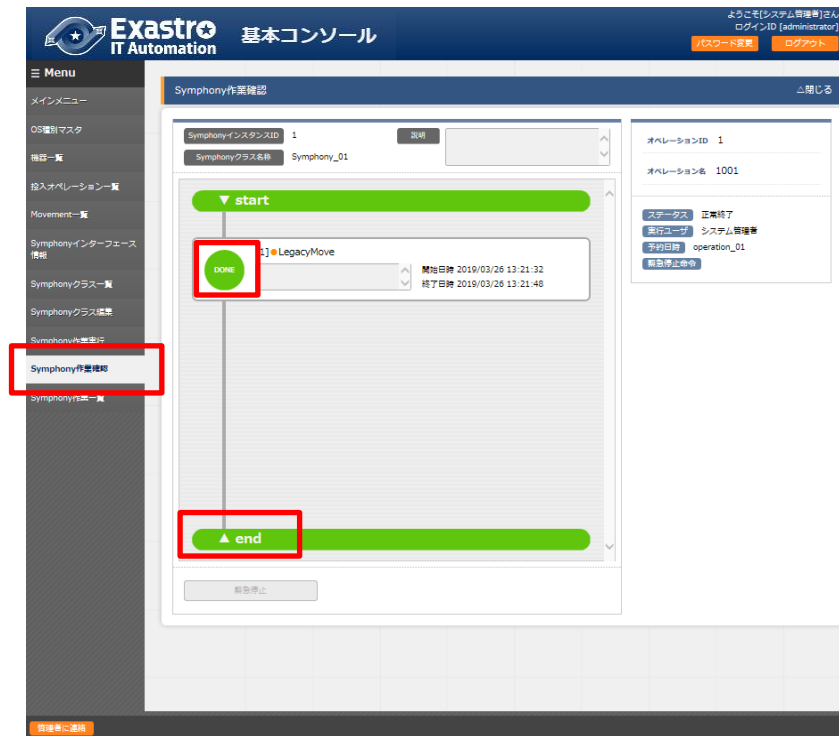 Exastro
IT Automation
基本コンソール
ようこそ[システム管理者]さん
ログインID [administrator]
パスワード変更
ログアウト
☰ Menu
メインメニュー
OS種別マスタ
機器一覧
投入オペレーション一覧
Movement一覧
Symphonyインターフェース
情報
Symphonyクラス一覧
Symphonyクラス編集
Symphony作業実行
Symphony作業確認
Symphony作業一覧
Symphony作業確認
△閉じる
SymphonyインスタンスID 1 説明
Symphonyクラス名称 Symphony_01
▼ start
1]●LegacyMove
DONE
開始日時 2019/03/26 13:21:32
終了日時 2019/03/26 13:21:48
▲ end
緊急停止
オペレーションID 1
オペレーション名 1001
ステータス 正常終了
実行ユーザ システム管理者
予約日時 operation_01
緊急停止命令
管理者に連絡